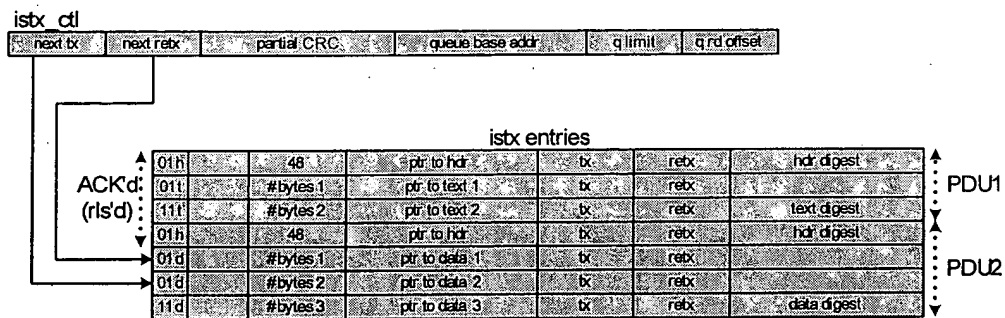 istx_ctl
next tx next retx partial CRC queue base addr q limit q rd offset
istx entries
01h 48 ptr to hdr tx retx hdr digest
01t #bytes 1 ptr to text 1 tx retx
11t #bytes 2 ptr to text 2 tx retx text digest
01h 48 ptr to hdr tx retx hdr digest
01d #bytes 1 ptr to data 1 tx retx
01d #bytes 2 ptr to data 2 tx retx
11d #bytes 3 ptr to data 3 tx retx data digest
ACK'd
(rls'd)
PDU1
PDU2